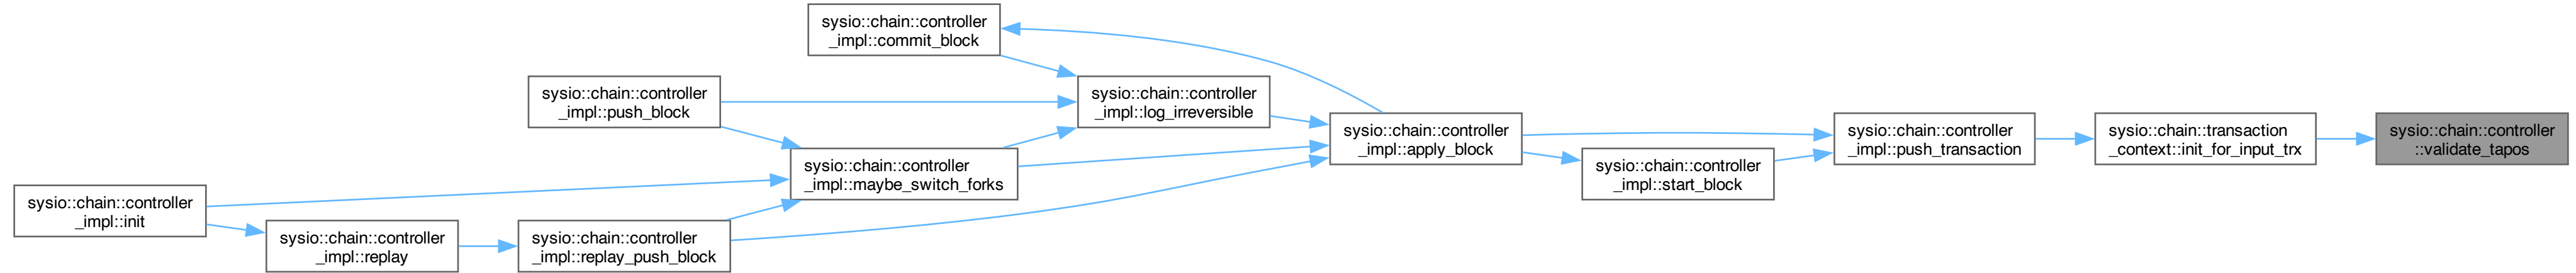 sysio::chain::controller
_impl::commit_block
sysio::chain::controller
_impl::push_block
sysio::chain::controller
_impl::log_irreversible
sysio::chain::controller
_impl::maybe_switch_forks
sysio::chain::controller
_impl::init
sysio::chain::controller
_impl::replay
sysio::chain::controller
_impl::replay_push_block
sysio::chain::controller
_impl::apply_block
sysio::chain::controller
_impl::start_block
sysio::chain::controller
_impl::push_transaction
sysio::chain::transaction
_context::init_for_input_trx
sysio::chain::controller
::validate_tapos